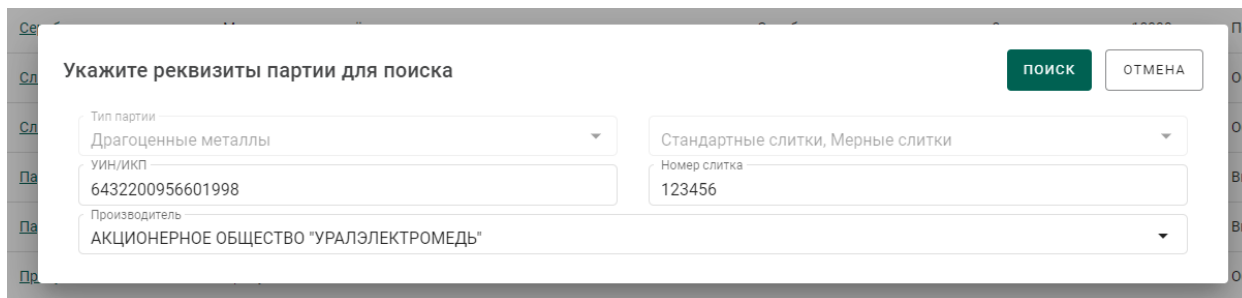 Укажите реквизиты партии для поиска
ПОИСК
ОТМЕНА
Тип партии
Драгоценные металлы
Стандартные слитки, Мерные слитки
УИН/ИКП
6432200956601998
Номер слитка
123456
Производитель
АКЦИОНЕРНОЕ ОБЩЕСТВО "УРАЛЭЛЕКТРОМЕДЬ"